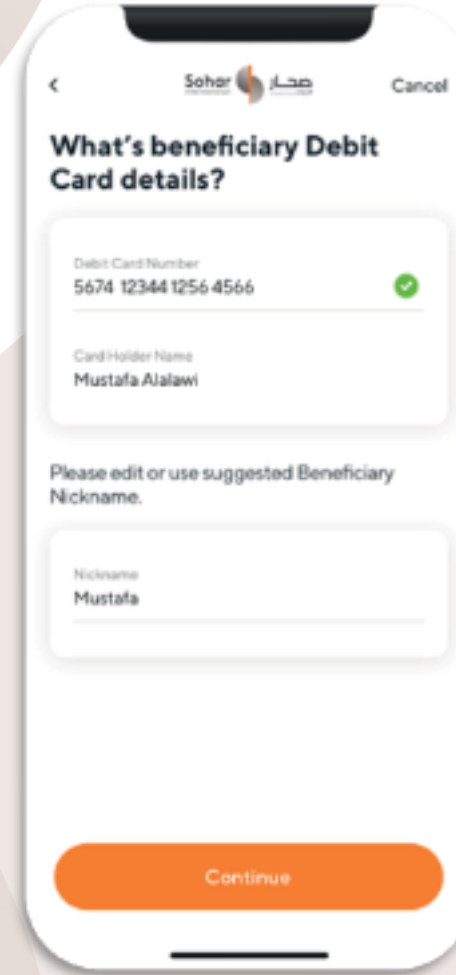 Sohar صحار
Cancel
What's beneficiary Debit
Card details?
Debit Card Number
5674 12344 1256 4566
Card Holder Name
Mustafa Alalawi
Please edit or use suggested Beneficiary
Nickname.
Nickname
Mustafa
Continue